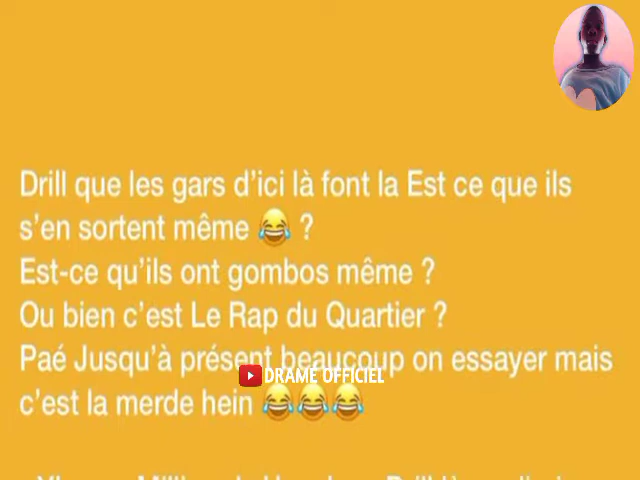 Drill que les gars d’ici là font la Est ce que ils
s’en sortent même 😂 ?
Est-ce qu’ils ont gombos même ?
Ou bien c’est Le Rap du Quartier ?
Paé Jusqu’à présent beaucoup on essayer mais
DRAME OFFICIEL
c’est la merde hein 😂😂😂